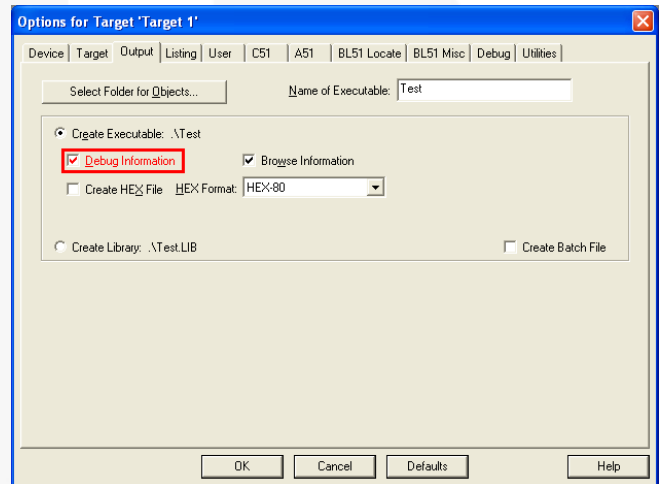 Options for Target 'Target 1'
Device Target Output Listing User C51 A51 BL51 Locate BL51 Misc Debug Utilities
Select Folder for Objects... Name of Executable: Test
Create Executable: .\Test
Debug Information Browse Information
Create HEX File HEX Format: HEX-80
Create Library: .\Test.LIB Create Batch File
OK Cancel Defaults Help